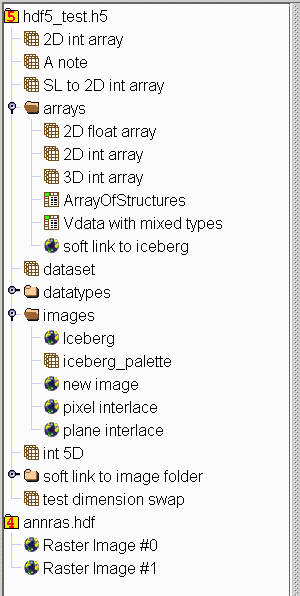 5 hdf5_test.h5
2D int array
A note
SL to 2D int array
arrays
2D float array
2D int array
3D int array
ArrayOfStructures
Vdata with mixed types
soft link to iceberg
dataset
datatypes
images
Iceberg
iceberg_palette
new image
pixel interlace
plane interlace
int 5D
soft link to image folder
test dimension swap
4 annras.hdf
Raster Image #0
Raster Image #1